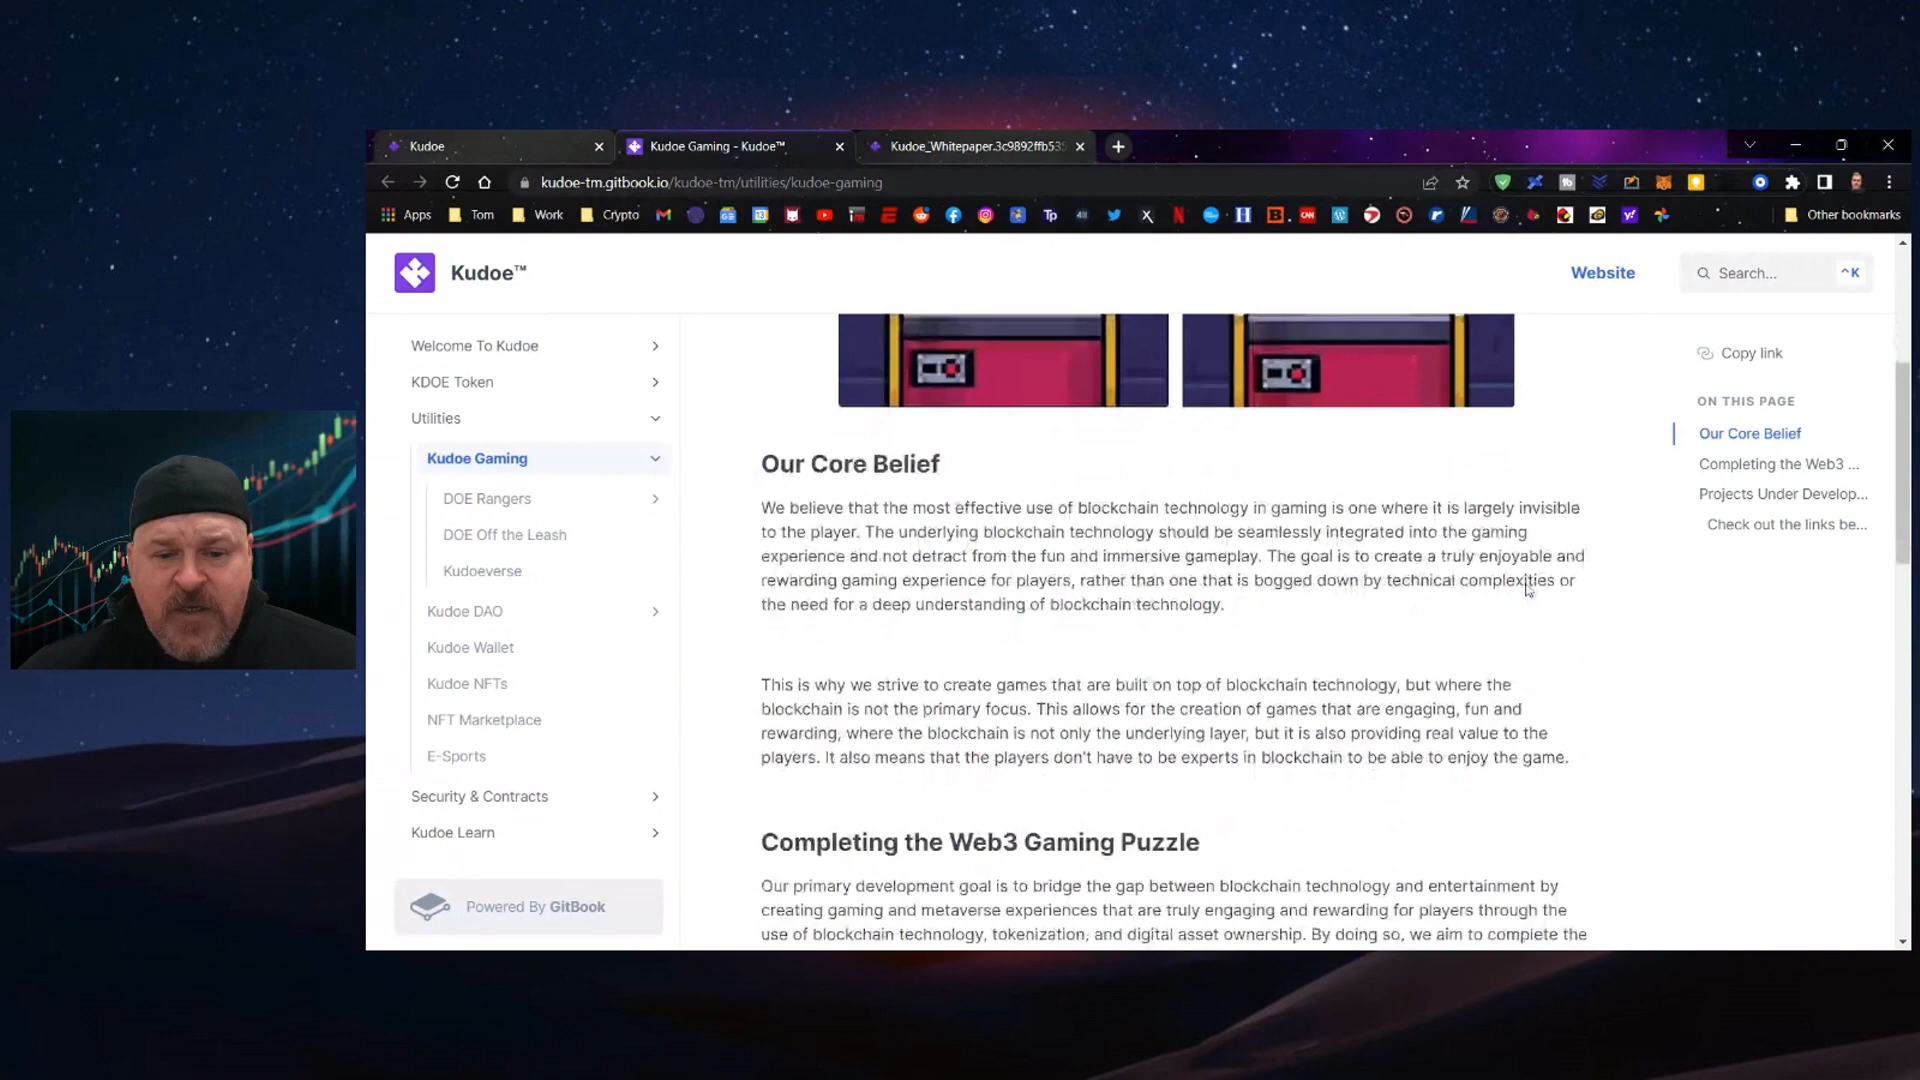 Kudoe
Kudoe Gaming - Kudoe™
Kudoe_Whitepaper.3c9892ffb535
kudoe-tm.gitbook.io/kudoe-tm/utilities/kudoe-gaming
Apps
Tom
Work
Crypto
Other bookmarks
Kudoe™
Website
Search...
^K
Welcome To Kudoe
KDOE Token
Utilities
Kudoe Gaming
DOE Rangers
DOE Off the Leash
Kudoeverse
Kudoe DAO
Kudoe Wallet
Kudoe NFTs
NFT Marketplace
E-Sports
Security & Contracts
Kudoe Learn
Powered By GitBook
Our Core Belief
We believe that the most effective use of blockchain technology in gaming is one where it is largely invisible
to the player. The underlying blockchain technology should be seamlessly integrated into the gaming
experience and not detract from the fun and immersive gameplay. The goal is to create a truly enjoyable and
rewarding gaming experience for players, rather than one that is bogged down by technical complexities or
the need for a deep understanding of blockchain technology.
This is why we strive to create games that are built on top of blockchain technology, but where the
blockchain is not the primary focus. This allows for the creation of games that are engaging, fun and
rewarding, where the blockchain is not only the underlying layer, but it is also providing real value to the
players. It also means that the players don't have to be experts in blockchain to be able to enjoy the game.
Completing the Web3 Gaming Puzzle
Our primary development goal is to bridge the gap between blockchain technology and entertainment by
creating gaming and metaverse experiences that are truly engaging and rewarding for players through the
use of blockchain technology, tokenization, and digital asset ownership. By doing so, we aim to complete the
Copy link
ON THIS PAGE
Our Core Belief
Completing the Web3 ...
Projects Under Develop...
Check out the links be...